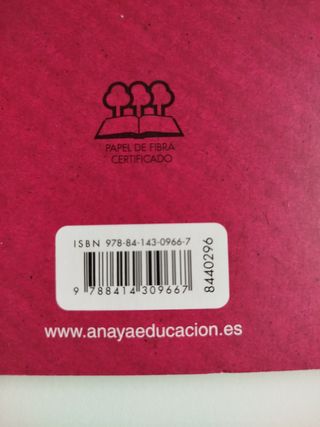 PAPEL DE FIBRA
CERTIFICADO
ISBN 978-84-143-0966-7
9 788414 309667
8440296
www.anayaeducacion.es